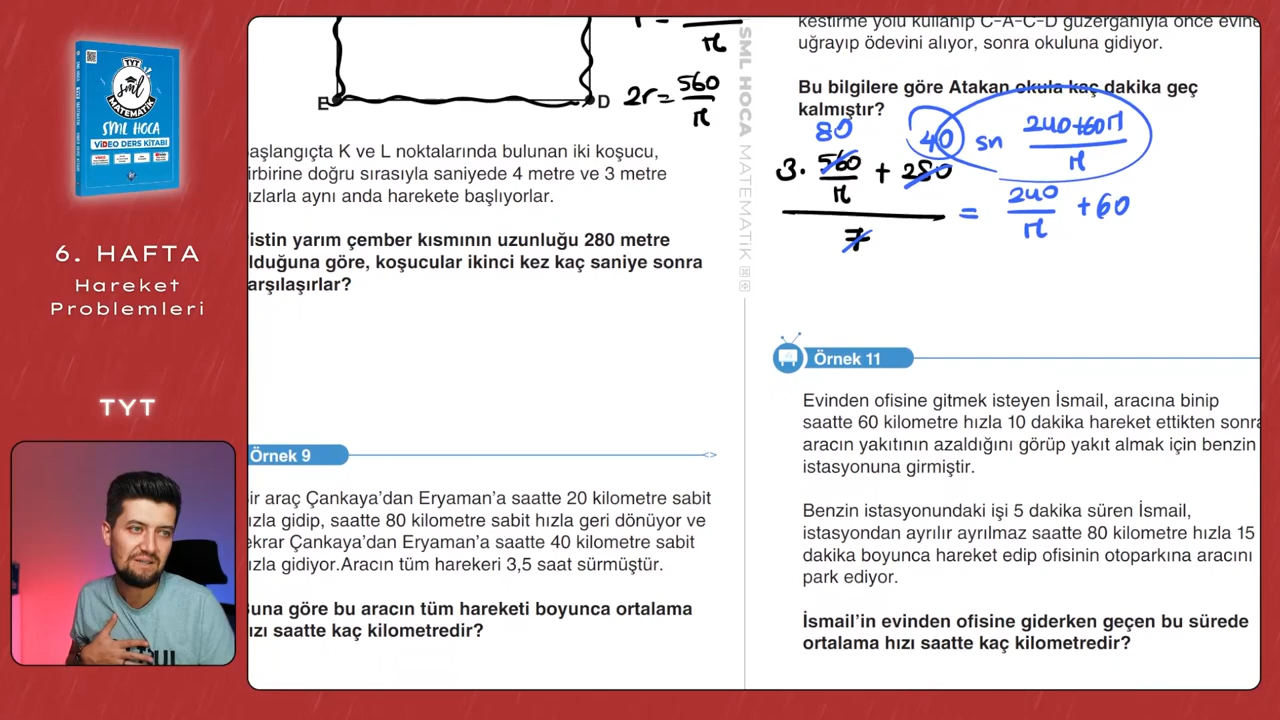 TYT
sml
MATEMATİK
SML HOCA
VİDEO DERS KİTABI
6. HAFTA
Hareket
Problemleri
TYT
π
2r = 560/π
E
D
aşlangıçta K ve L noktalarında bulunan iki koşucu,
irbirine doğru sırasıyla saniyede 4 metre ve 3 metre
ızlarla aynı anda harekete başlıyorlar.
istin yarım çember kısmının uzunluğu 280 metre
lduğuna göre, koşucular ikinci kez kaç saniye sonra
arşılaşırlar?
Örnek 9
ir araç Çankaya'dan Eryaman'a saatte 20 kilometre sabit
ızla gidip, saatte 80 kilometre sabit hızla geri dönüyor ve
ekrar Çankaya'dan Eryaman'a saatte 40 kilometre sabit
ızla gidiyor.Aracın tüm harekeri 3,5 saat sürmüştür.
Buna göre bu aracın tüm hareketi boyunca ortalama
ızı saatte kaç kilometredir?
SML HOCA MATEMATİK
kestirme yolu kullanıp C-A-C-D güzergahıyla önce evine
uğrayıp ödevini alıyor, sonra okuluna gidiyor.
Bu bilgilere göre Atakan okula kaç dakika geç
kalmıştır?
80
40 sn 240+60π/π
3. 560/π + 280
7
= 240/π + 60
Örnek 11
Evinden ofisine gitmek isteyen İsmail, aracına binip
saatte 60 kilometre hızla 10 dakika hareket ettikten sonra
aracın yakıtının azaldığını görüp yakıt almak için benzin
istasyonuna girmiştir.
Benzin istasyonundaki işi 5 dakika süren İsmail,
istasyondan ayrılır ayrılmaz saatte 80 kilometre hızla 15
dakika boyunca hareket edip ofisinin otoparkına aracını
park ediyor.
İsmail'in evinden ofisine giderken geçen bu sürede
ortalama hızı saatte kaç kilometredir?